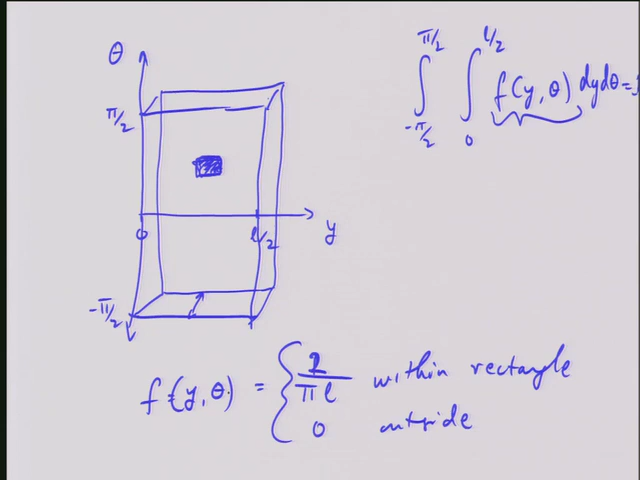 θ
π/2
0
l/2
y
-π/2
∫_{-π/2}^{π/2} ∫_{0}^{l/2} f(y, θ) dy dθ =
f(y, θ) = { 2/πl within rectangle
0 outside